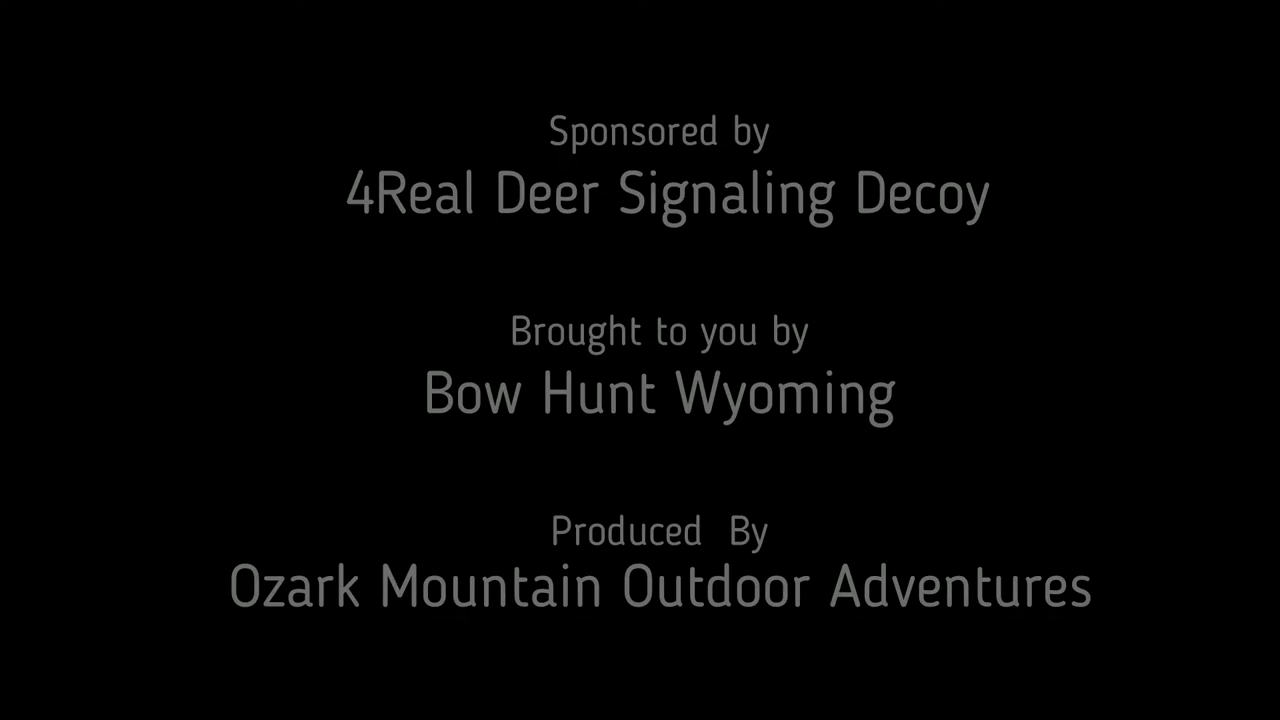 Sponsored by
4Real Deer Signaling Decoy
Brought to you by
Bow Hunt Wyoming
Produced By
Ozark Mountain Outdoor Adventures